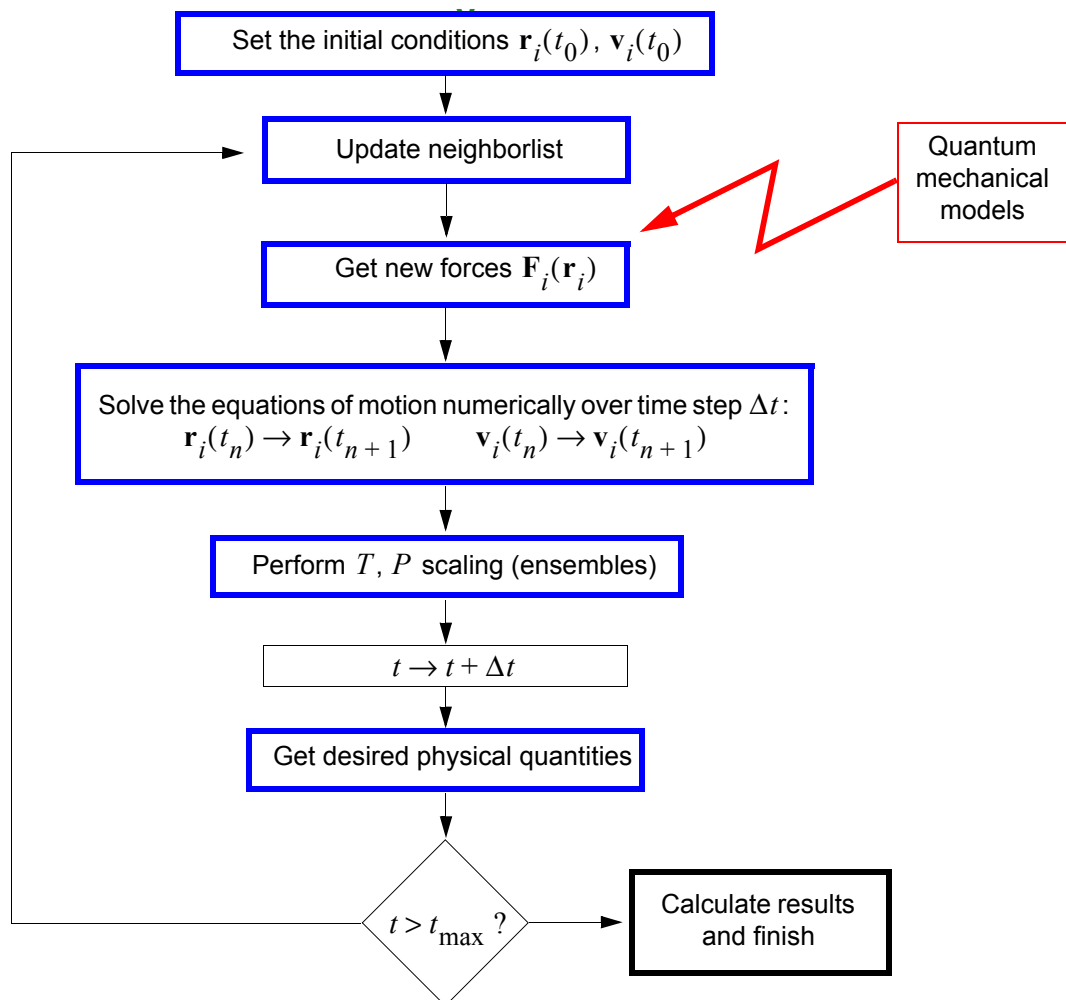 Set the initial conditions r_i(t_0), v_i(t_0)
Update neighborlist
Quantum
mechanical
models
Get new forces F_i(r_i)
Solve the equations of motion numerically over time step Δt:
r_i(t_n) → r_i(t_{n + 1}) v_i(t_n) → v_i(t_{n + 1})
Perform T, P scaling (ensembles)
t → t + Δt
Get desired physical quantities
t > t_max ?
Calculate results
and finish